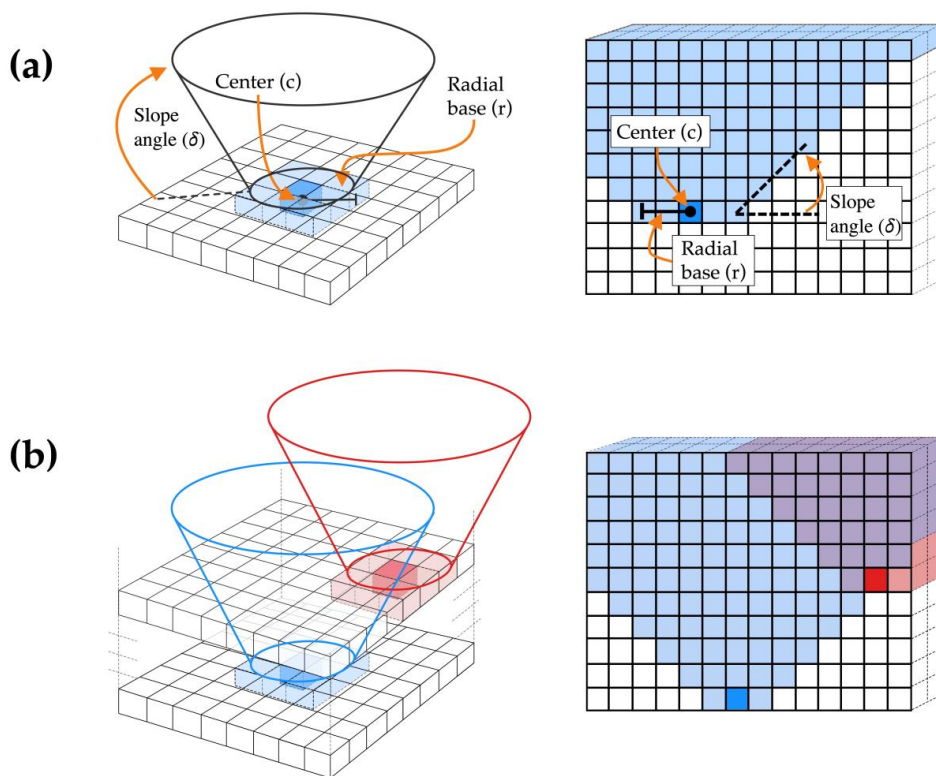 (a)
Center (c)
Radial
base (r)
Slope
angle (δ)
Center (c)
Slope
angle (δ)
Radial
base (r)
(b)